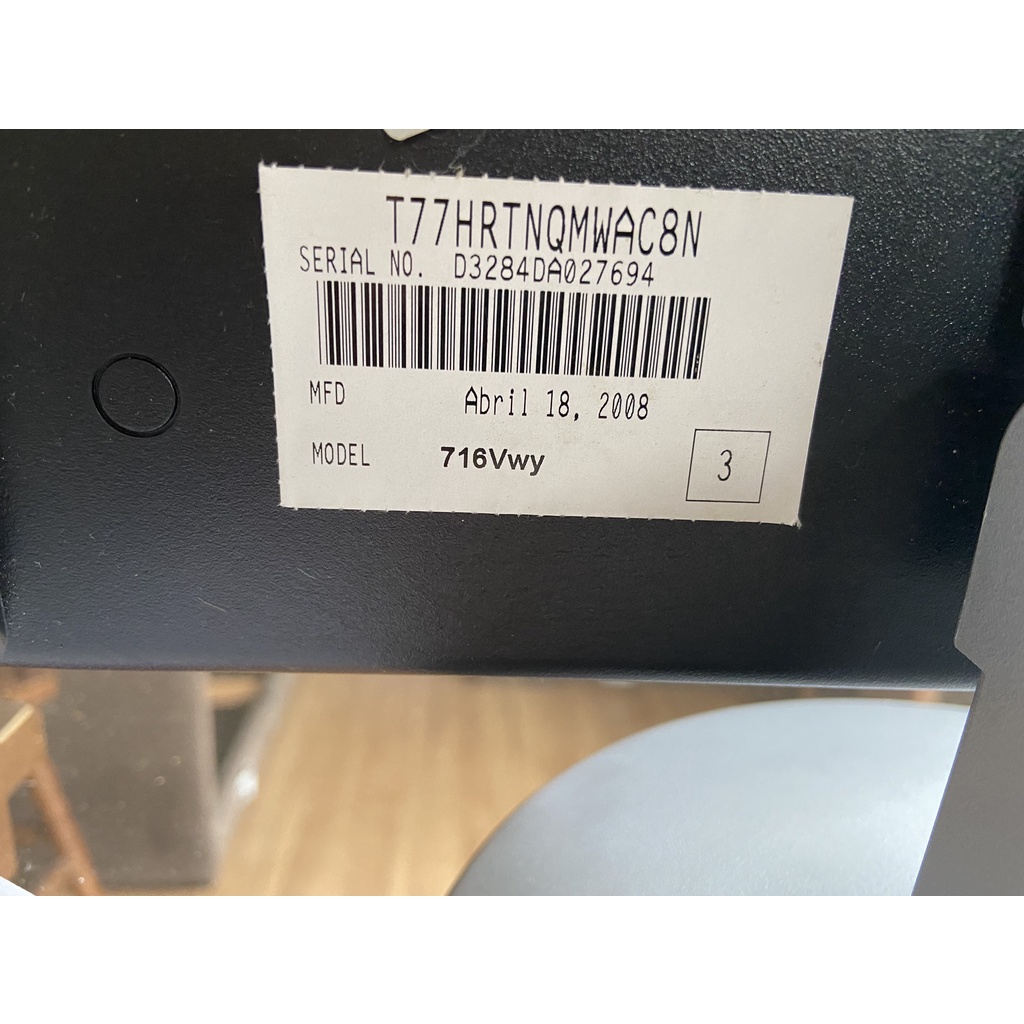 T77HRTNQMWAC8N
SERIAL NO. D3284DA027694
MFD Abril 18, 2008
MODEL 716Vwy
3